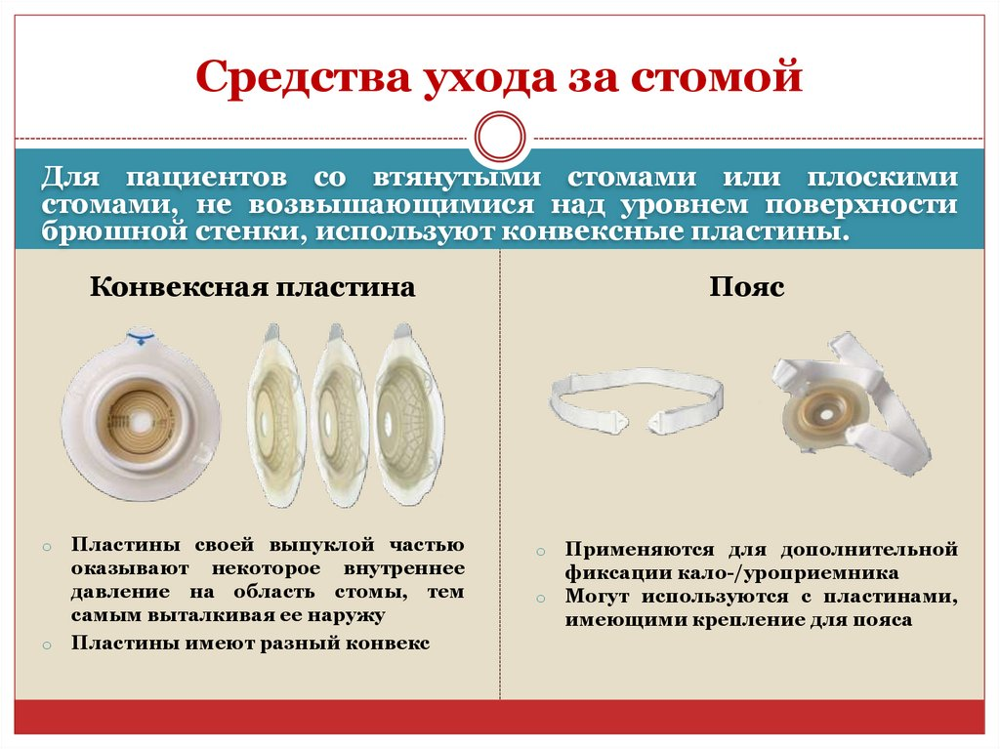 Средства ухода за стомой
Для пациентов со втянутыми стомами или плоскими
стомами, не возвышающимися над уровнем поверхности
брюшной стенки, используют конвексные пластины.
Конвексная пластина
o Пластины своей выпуклой частью
оказывают некоторое внутреннее
давление на область стомы, тем
самым выталкивая ее наружу
o Пластины имеют разный конвекс
Пояс
o Применяются для дополнительной
фиксации кало-/уроприемника
o Могут используются с пластинами,
имеющими крепление для пояса